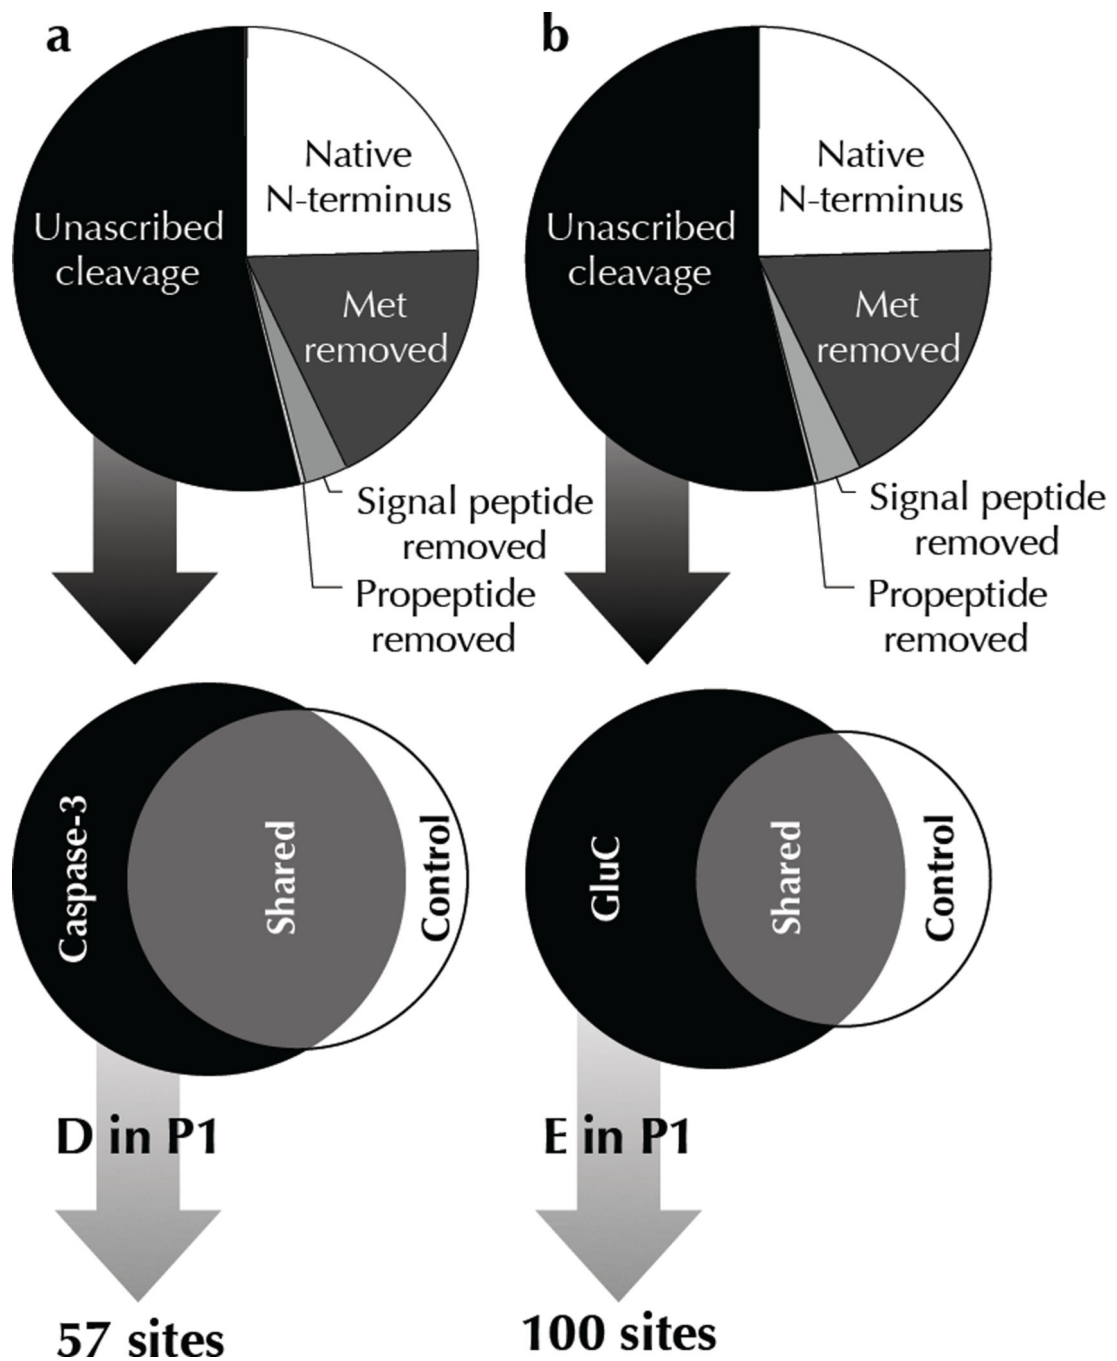 a
Native
N-terminus
Unascribed
cleavage
Met
removed
Signal peptide
removed
Propeptide
removed
Caspase-3
Shared
Control
D in P1
57 sites
b
Native
N-terminus
Unascribed
cleavage
Met
removed
Signal peptide
removed
Propeptide
removed
GluC
Shared
Control
E in P1
100 sites